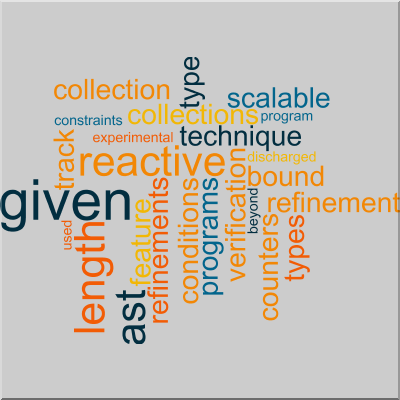 type
collection
scalable
constraints
collections
program
experimental
technique
track
reactive
discharged
bound
given
used
length
ast
feature
refinements
conditions
programs
verification
beyond
refinement
counters
types